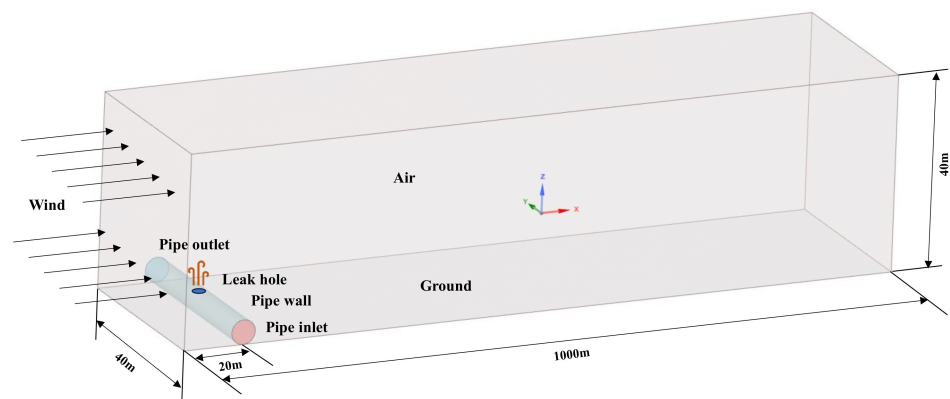 Z
Y
X
Air
40m
Wind
Pipe outlet
Leak hole
Ground
Pipe wall
Pipe inlet
40m
20m
1000m